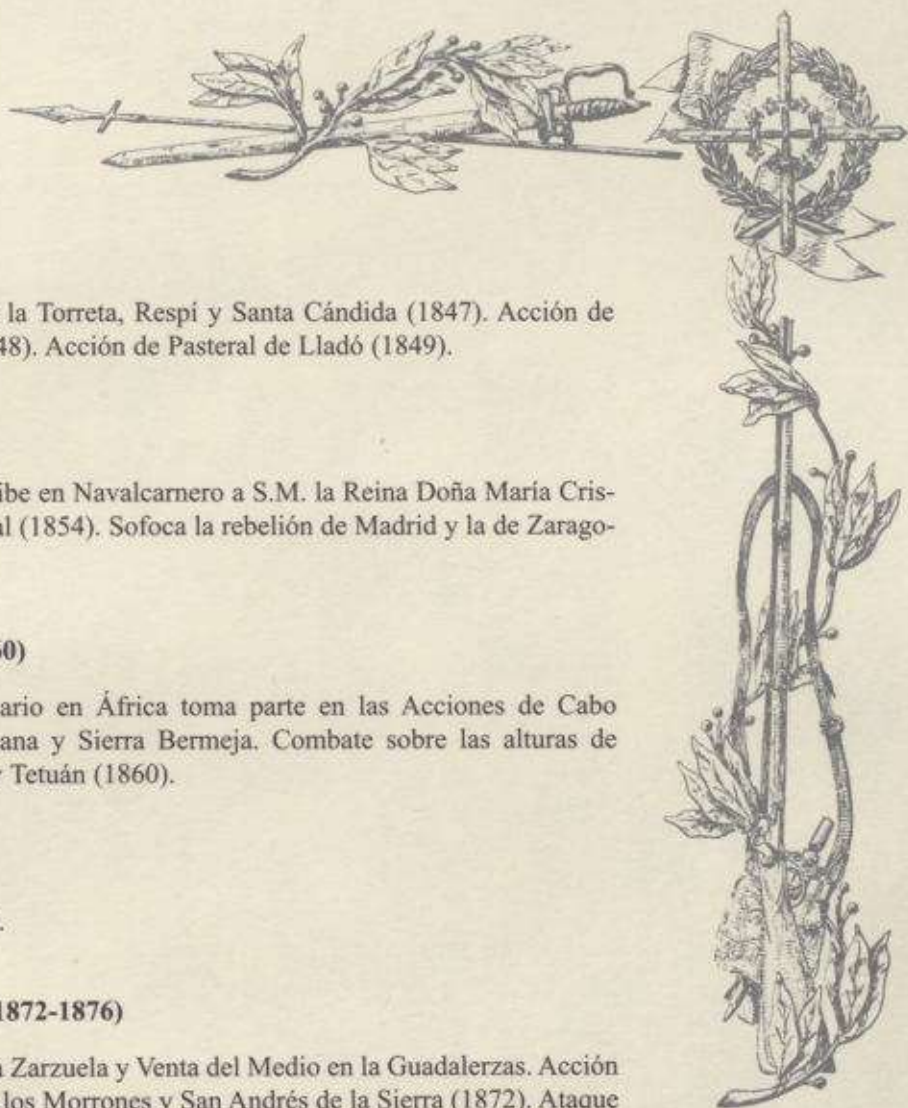 la Torreta, Respí y Santa Cándida (1847). Acción de
48). Acción de Pasteral de Lladó (1849).
ibe en Navalcarnero a S.M. la Reina Doña María Cris-
al (1854). Sofoca la rebelión de Madrid y la de Zarago-
60)
ario en África toma parte en las Acciones de Cabo
ana y Sierra Bermeja. Combate sobre las alturas de
y Tetuán (1860).
.
1872-1876)
a Zarzuela y Venta del Medio en la Guadalerzas. Acción
los Morrones y San Andrés de la Sierra (1872). Ataque